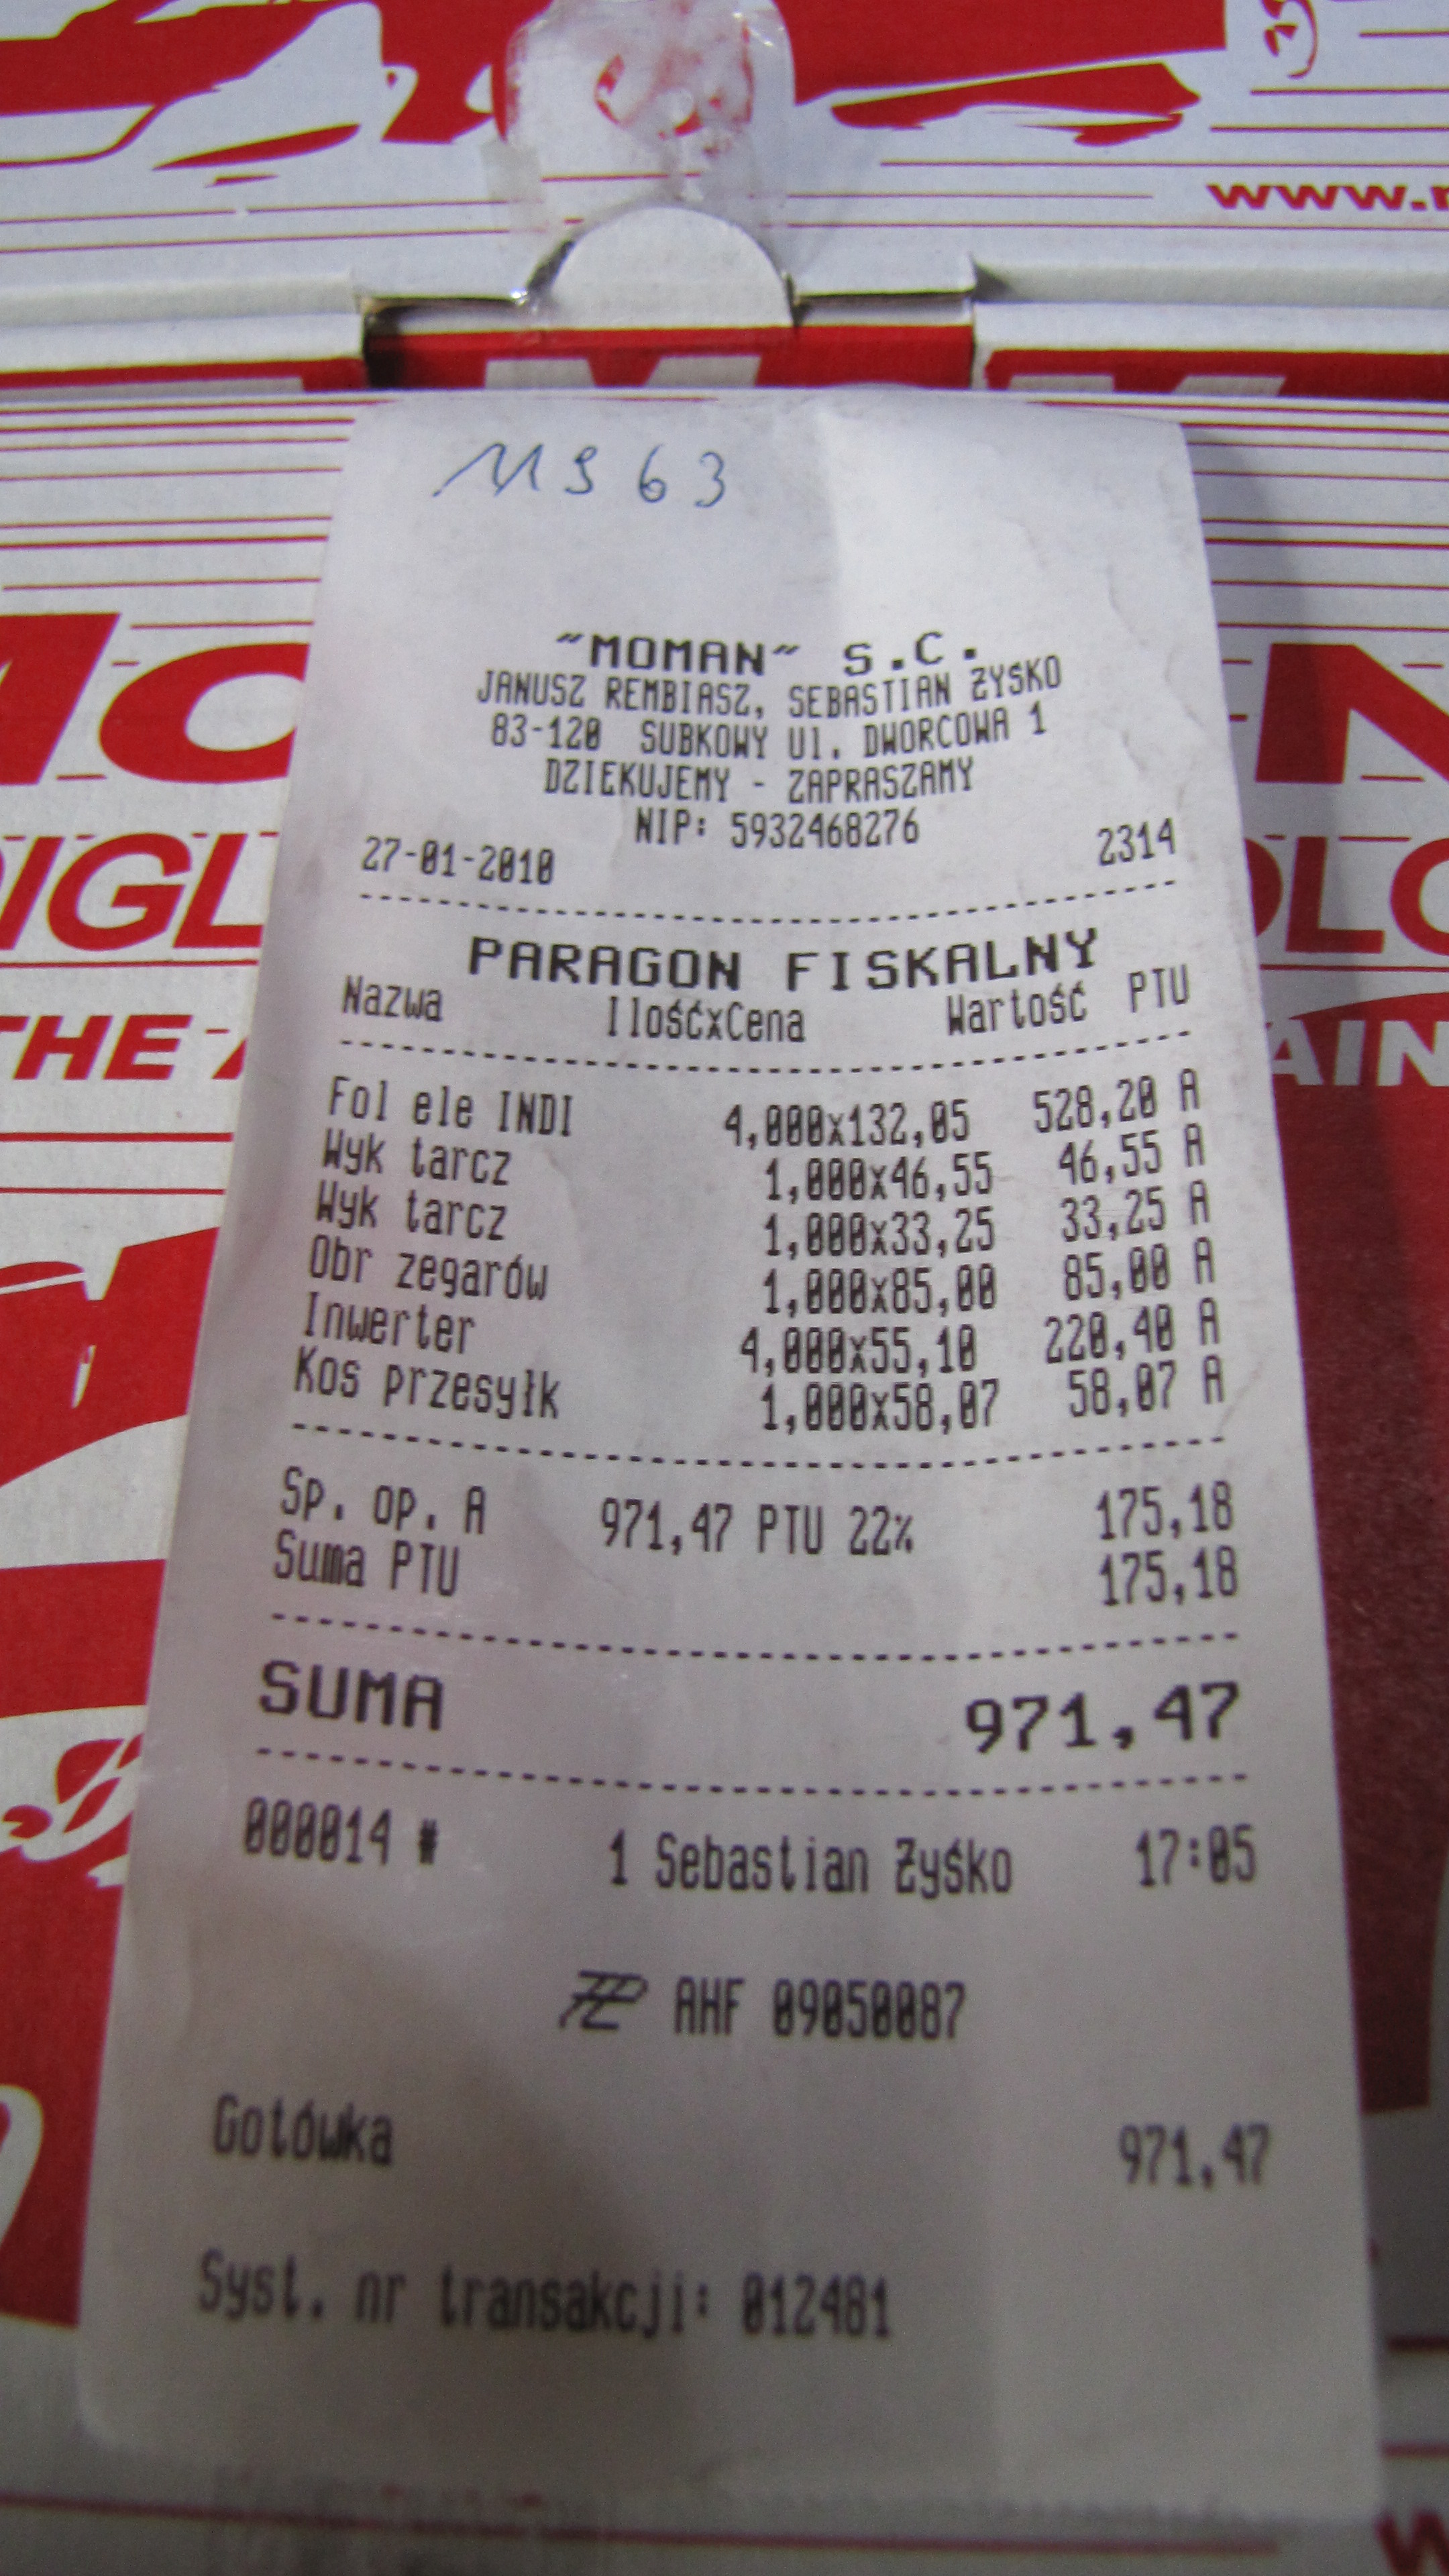 www.
11963
"MOMAN" S.C.
JANUSZ REMBIASZ, SEBASTIAN ŻYŚKO
83-120 SUBKOWY Ul. DWORCOWA 1
DZIEKUJEMY - ZAPRASZAMY
NIP: 5932468276
27-01-2010 2314
PARAGON FISKALNY
Nazwa IlośćxCena Wartość PTU
Fol ele INDI 4,000x132,05 528,20 A
Wyk tarcz 1,000x46,55 46,55 A
Wyk tarcz 1,000x33,25 33,25 A
Obr zegarów 1,000x85,00 85,00 A
Inwerter 4,000x55,10 220,40 A
Kos przesyłk 1,000x58,07 58,07 A
Sp. op. A 971,47 PTU 22% 175,18
Suma PTU 175,18
SUMA 971,47
000014 # 1 Sebastian Żyśko 17:05
AHF 09050087
Gotówka 971,47
Syst. nr transakcji: 012481
THE